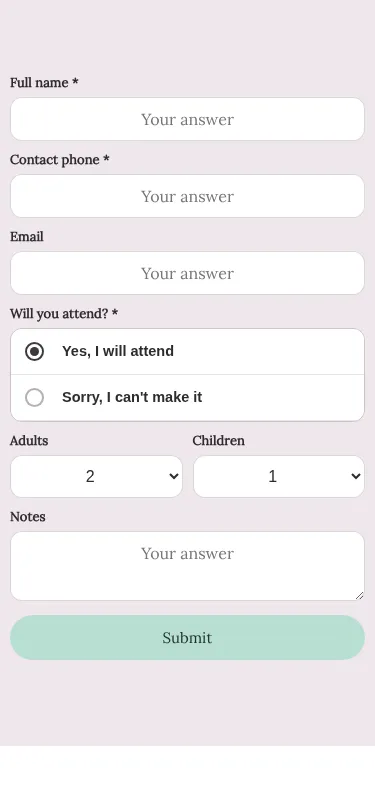 Full name *
Your answer
Contact phone *
Your answer
Email
Your answer
Will you attend? *
Yes, I will attend
Sorry, I can't make it
Adults
Children
2
1
Notes
Your answer
Submit